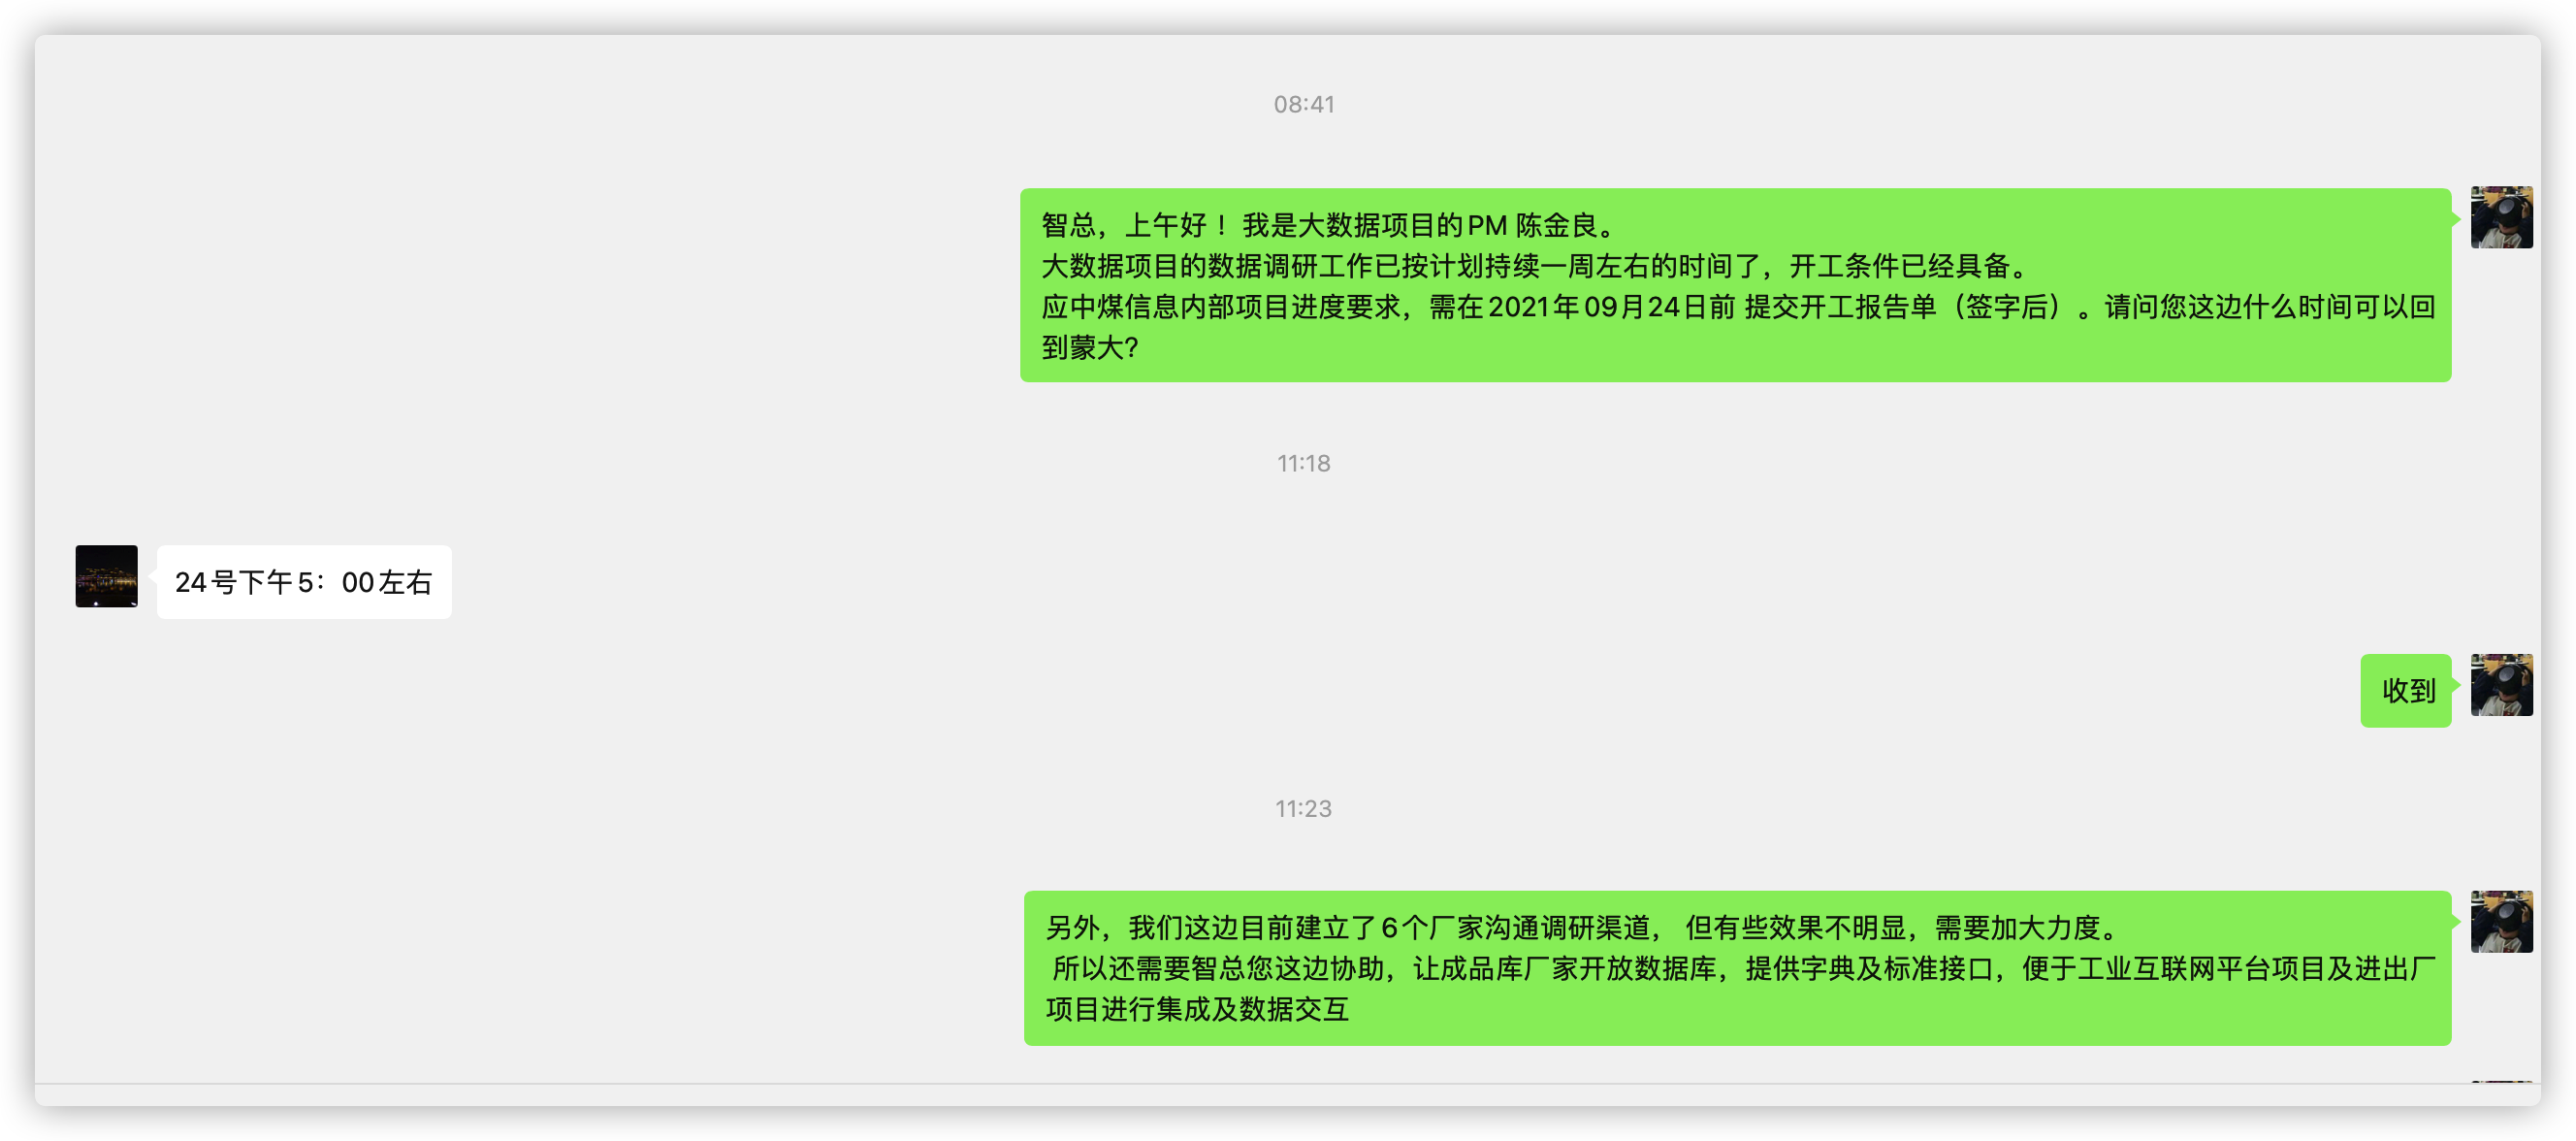 08:41
智总，上午好！我是大数据项目的PM 陈金良。
大数据项目的数据调研工作已按计划持续一周左右的时间了，开工条件已经具备。
应中煤信息内部项目进度要求，需在2021年09月24日前 提交开工报告单（签字后）。请问您这边什么时间可以回
到蒙大?
11:18
24号下午5：00左右
收到
11:23
另外，我们这边目前建立了6个厂家沟通调研渠道， 但有些效果不明显，需要加大力度。
所以还需要智总您这边协助，让成品库厂家开放数据库，提供字典及标准接口，便于工业互联网平台项目及进出厂
项目进行集成及数据交互